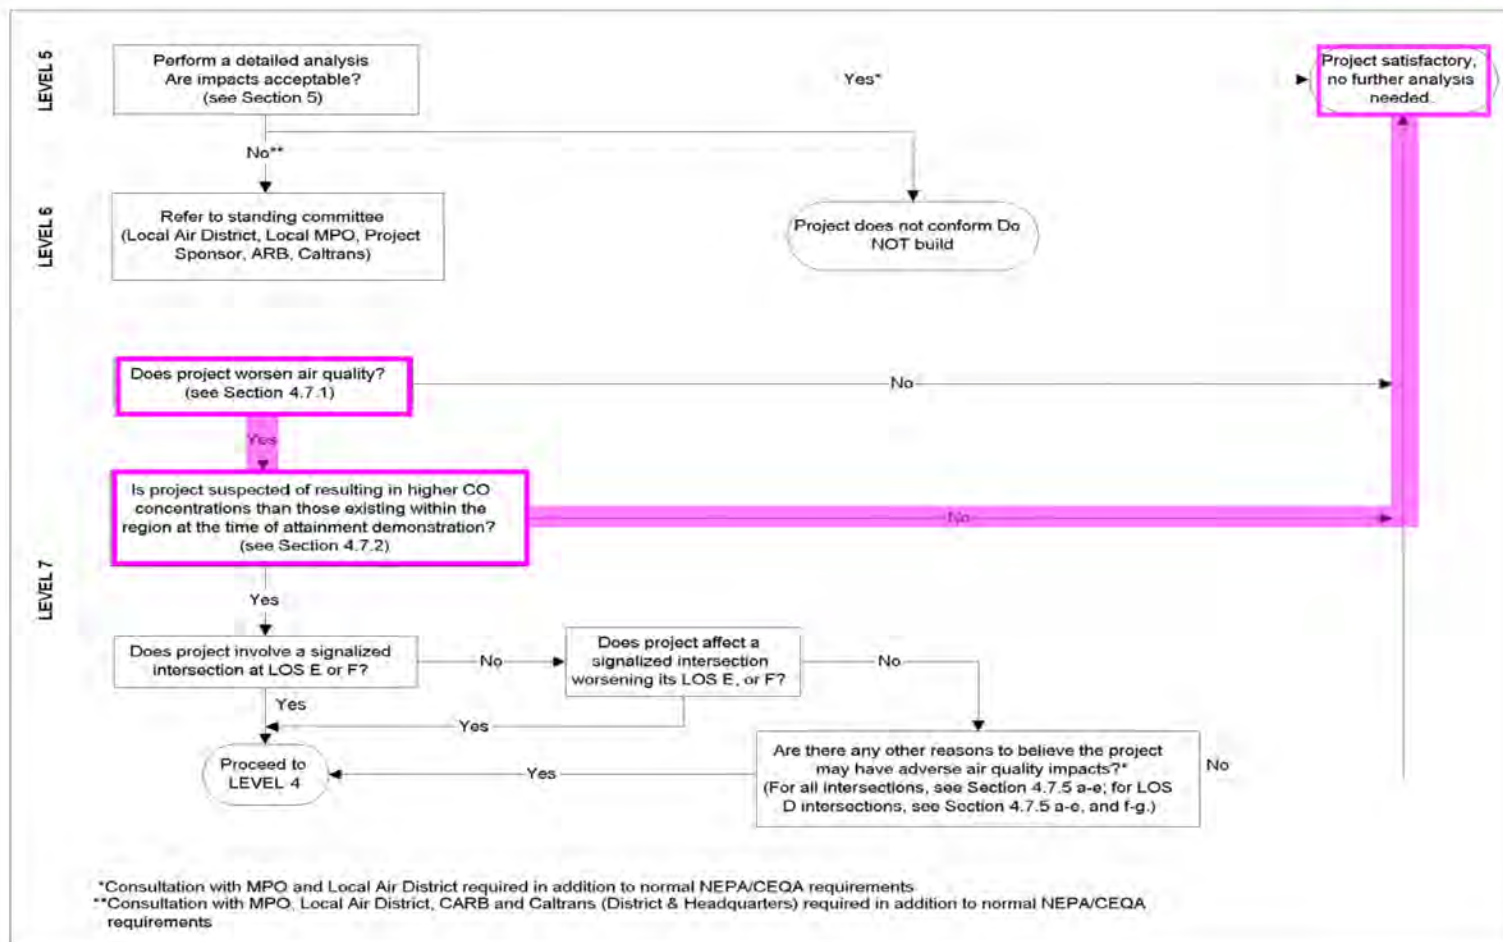 LEVEL 5
Perform a detailed analysis
Are impacts acceptable?
(see Section 5)
Yes*
Project satisfactory,
no further analysis
needed.
No**
LEVEL 6
Refer to standing committee
(Local Air District, Local MPO, Project
Sponsor, ARB, Caltrans)
Project does not conform Do
NOT build
LEVEL 7
Does project worsen air quality?
(see Section 4.7.1)
No
Yes
Is project suspected of resulting in higher CO
concentrations than those existing within the
region at the time of attainment demonstration?
(see Section 4.7.2)
No
Yes
Does project involve a signalized
intersection at LOS E or F?
No
Does project affect a
signalized intersection
worsening its LOS E, or F?
No
Yes
Yes
Proceed to
LEVEL 4
Yes
Are there any other reasons to believe the project
may have adverse air quality impacts?*
(For all intersections, see Section 4.7.5 a-e; for LOS
D intersections, see Section 4.7.5 a-e, and f-g.)
No
*Consultation with MPO and Local Air District required in addition to normal NEPA/CEQA requirements
**Consultation with MPO, Local Air District, CARB and Caltrans (District & Headquarters) required in addition to normal NEPA/CEQA
requirements